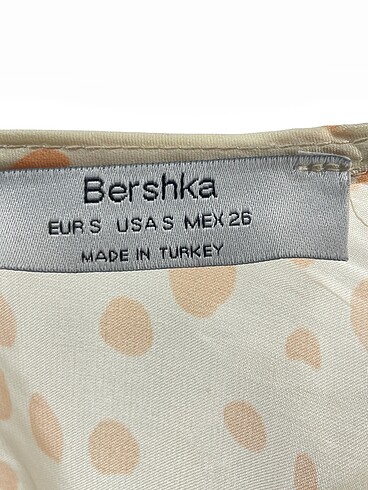 Bershka
EUR S USA S MEX 26
MADE IN TURKEY